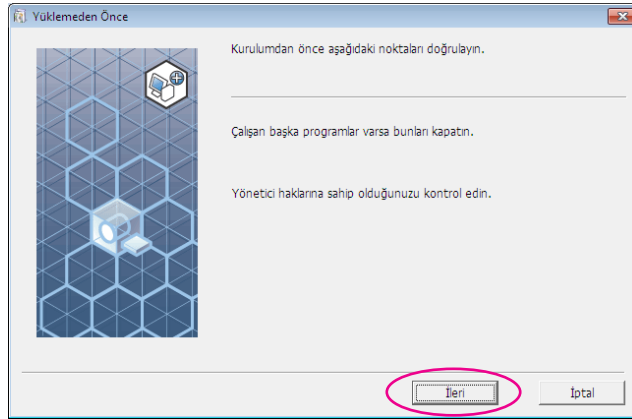 Yüklemeden Önce
Kurulumdan önce aşağıdaki noktaları doğrulayın.
Çalışan başka programlar varsa bunları kapatın.
Yönetici haklarına sahip olduğunuzu kontrol edin.
İleri
İptal